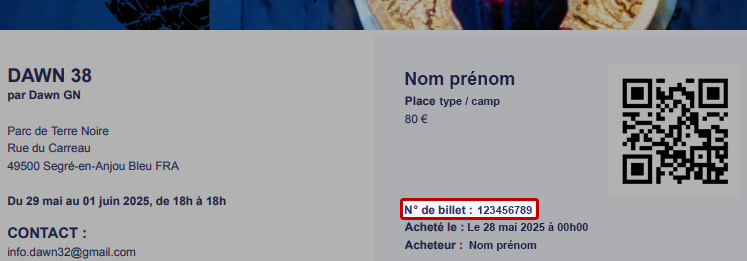 DAWN 38
par Dawn GN
Parc de Terre Noire
Rue du Carreau
49500 Segré-en-Anjou Bleu FRA
Du 29 mai au 01 juin 2025, de 18h à 18h
CONTACT :
info.dawn32@gmail.com
Nom prénom
Place type / camp
80 €
N° de billet : 123456789
Acheté le : Le 28 mai 2025 à 00h00
Acheteur : Nom prénom